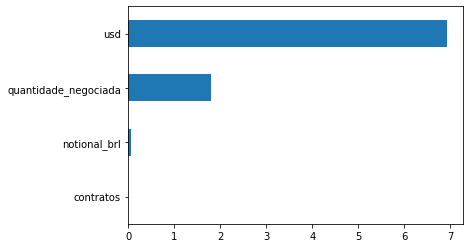 usd
quantidade_negociada
notional_brl
contratos
0 1 2 3 4 5 6 7